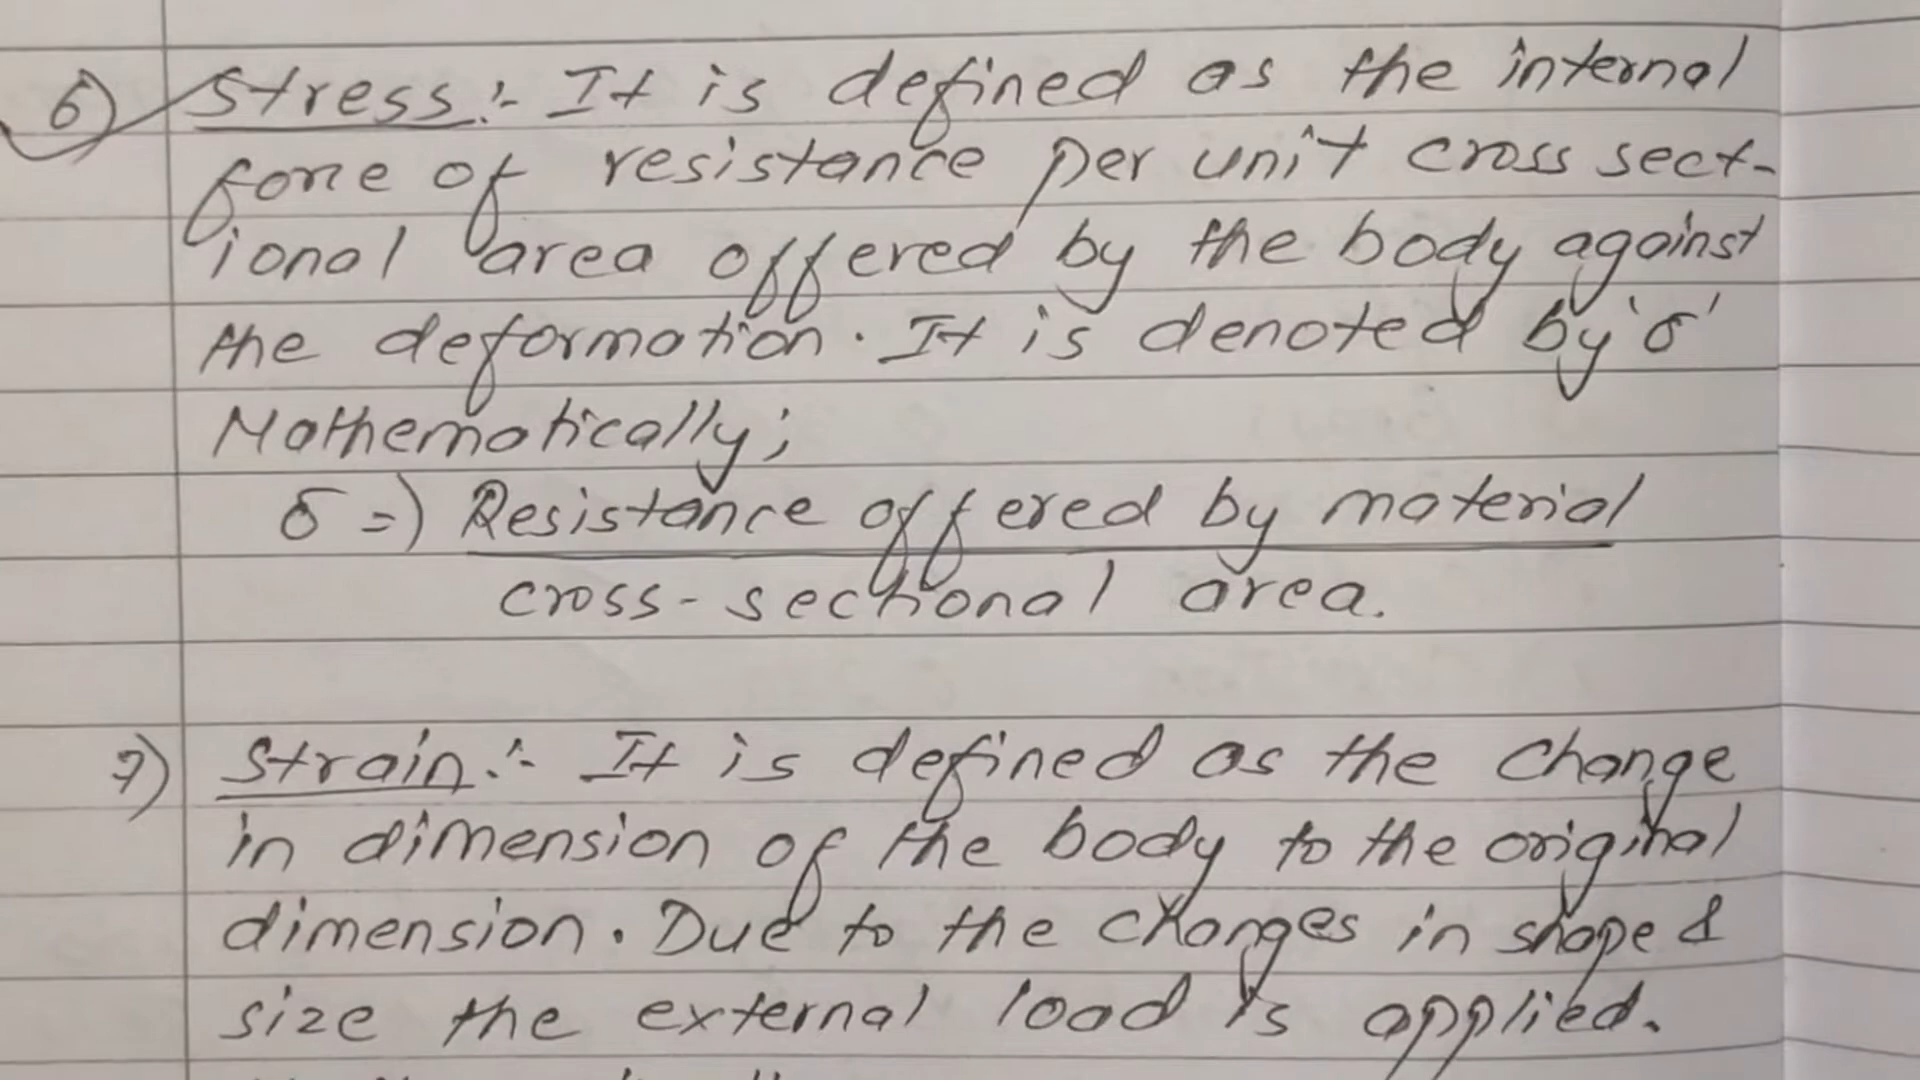 6) Stress:- It is defined as the internal
force of resistance per unit cross sect-
ional area offered by the body against
the deformation. It is denoted by 'σ'
Mathematically;
σ => Resistance offered by material
cross-sectional area.
7) Strain:- It is defined as the change
in dimension of the body to the original
dimension. Due to the changes in shape &
size the external load is applied.